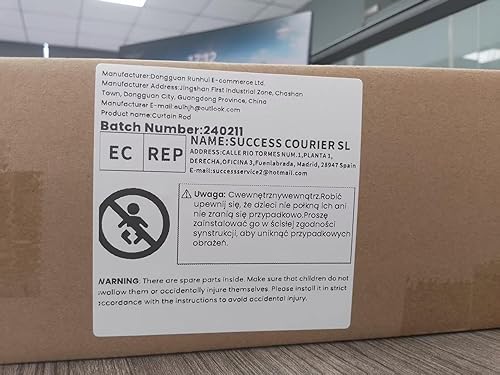 Manufacturer:Dongguan Runhui E-commerce Ltd.
Manufacturer Address:Jingshan First Industrial Zone, Chashan
Town, Dongguan City, Guangdong Province, China
Manufacturer E-mail:euihjh@outlook.com
Product name:Curtain Rod
Batch Number:240211
EC REP
NAME:SUCCESS COURIER SL
ADDRESS:CALLE RIO TORMES NUM.1,PLANTA 1,
DERECHA,OFICINA 3,Fuenlabrada, Madrid, 28947 Spain
E-mail:successservice2@hotmail.com
Uwaga: Cwewnętrznywewnątrz.Robić
upewnij się, że dzieci nie połkną ich ani
nie zranią się przypadkowo.Proszę
zainstalować go w ścisłej zgodności
synstrukcji, aby uniknąć przypadkowych
obrażeń.
WARNING: There are spare parts inside. Make sure that children do not
swallow them or accidentally injure themselves. Please install it in strict
accordance with the instructions to avoid accidental injury.